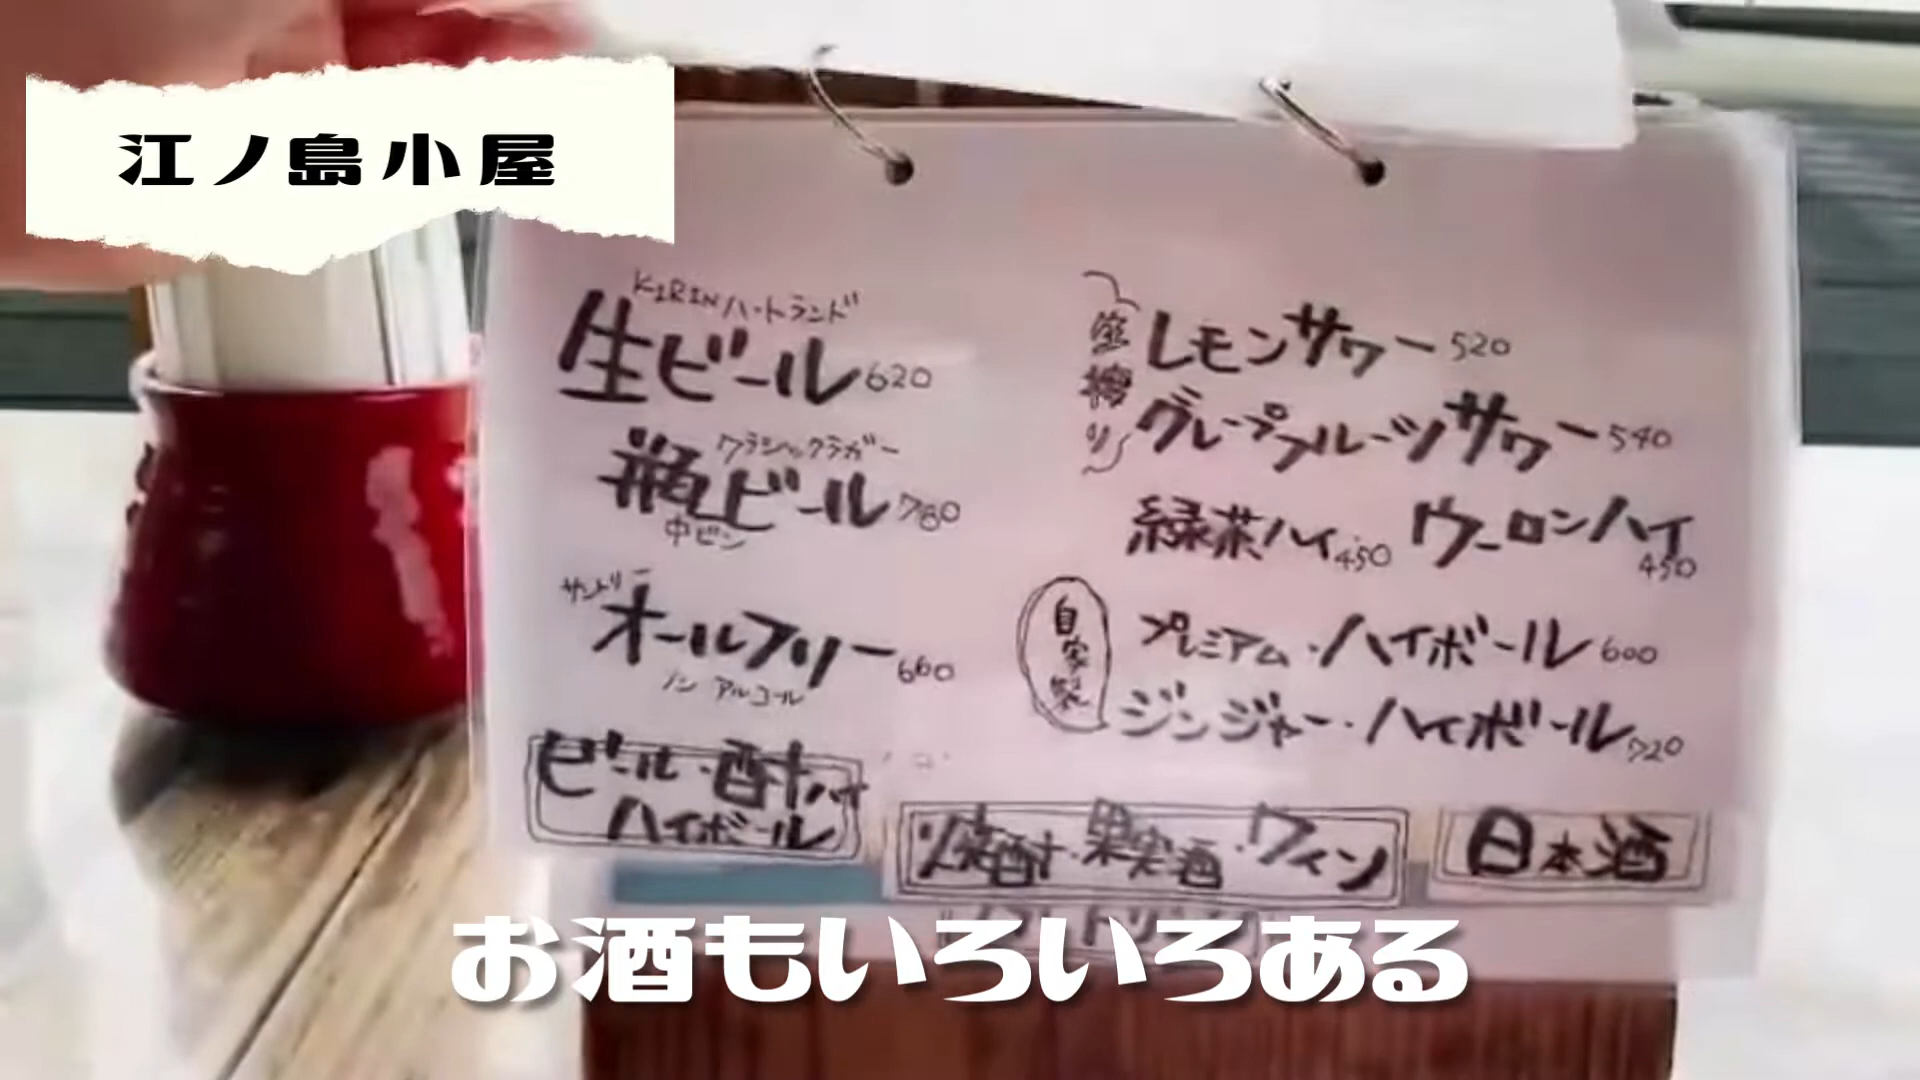 江ノ島小屋
KIRINハートランド
生ビール620
クラシックラガー
瓶ビール780
中ビン
サントリー
オールフリー660
ノンアルコール
ビール・酎ハイ
ハイボール
生搾り
レモンサワー520
グレープフルーツサワー540
緑茶ハイ450 ウーロンハイ450
自家製
プレミアム・ハイボール600
ジンジャー・ハイボール720
焼酎・果実酒・ワイン
日本酒
お酒もいろいろある